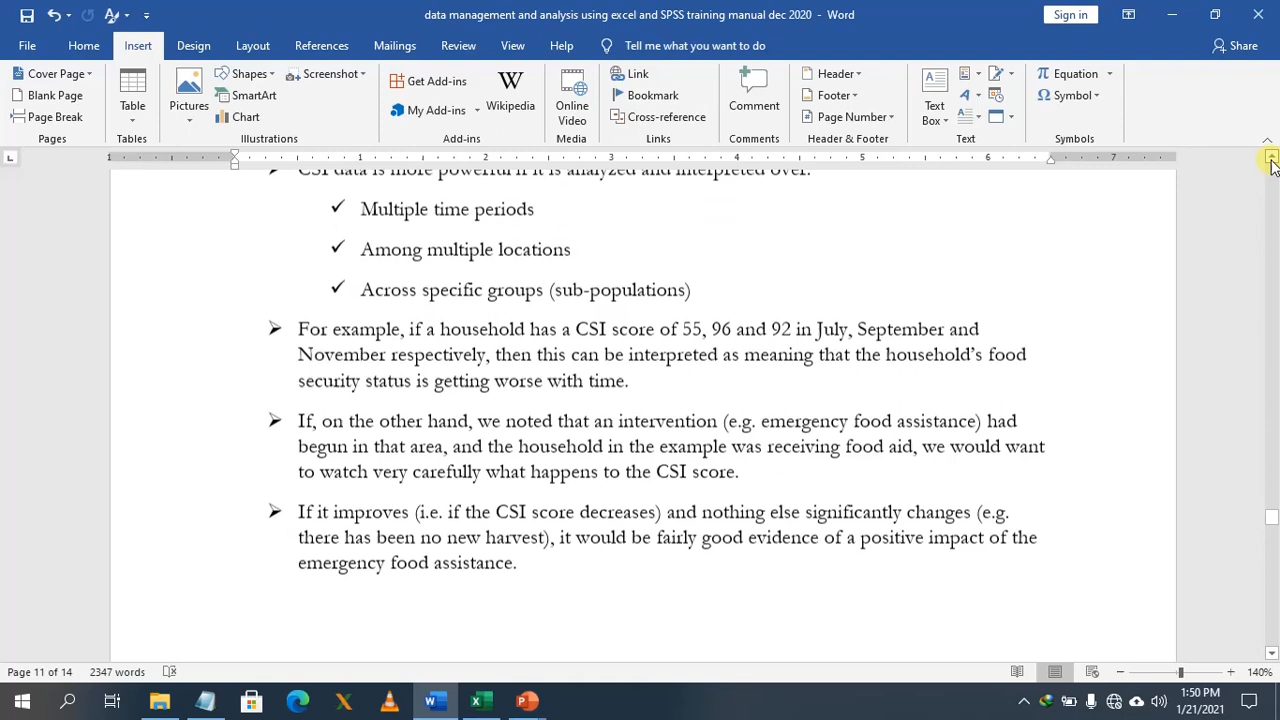 data management and analysis using excel and SPSS training manual dec 2020 - Word
Sign in
File Home Insert Design Layout References Mailings Review View Help Tell me what you want to do Share
Cover Page
Blank Page
Page Break
Pages
Table
Tables
Pictures
Shapes
SmartArt
Chart
Screenshot
Illustrations
Get Add-ins
My Add-ins
Wikipedia
Add-ins
Online Video
Media
Link
Bookmark
Cross-reference
Links
Comment
Comments
Header
Footer
Page Number
Header & Footer
Text Box
Text
Equation
Symbol
Symbols
1 1 2 3 4 5 6 7
CSI data is more powerful if it is analyzed and interpreted over:
Multiple time periods
Among multiple locations
Across specific groups (sub-populations)
For example, if a household has a CSI score of 55, 96 and 92 in July, September and
November respectively, then this can be interpreted as meaning that the household’s food
security status is getting worse with time.
If, on the other hand, we noted that an intervention (e.g. emergency food assistance) had
begun in that area, and the household in the example was receiving food aid, we would want
to watch very carefully what happens to the CSI score.
If it improves (i.e. if the CSI score decreases) and nothing else significantly changes (e.g.
there has been no new harvest), it would be fairly good evidence of a positive impact of the
emergency food assistance.
Page 11 of 14 2347 words 140%
1:50 PM
1/21/2021